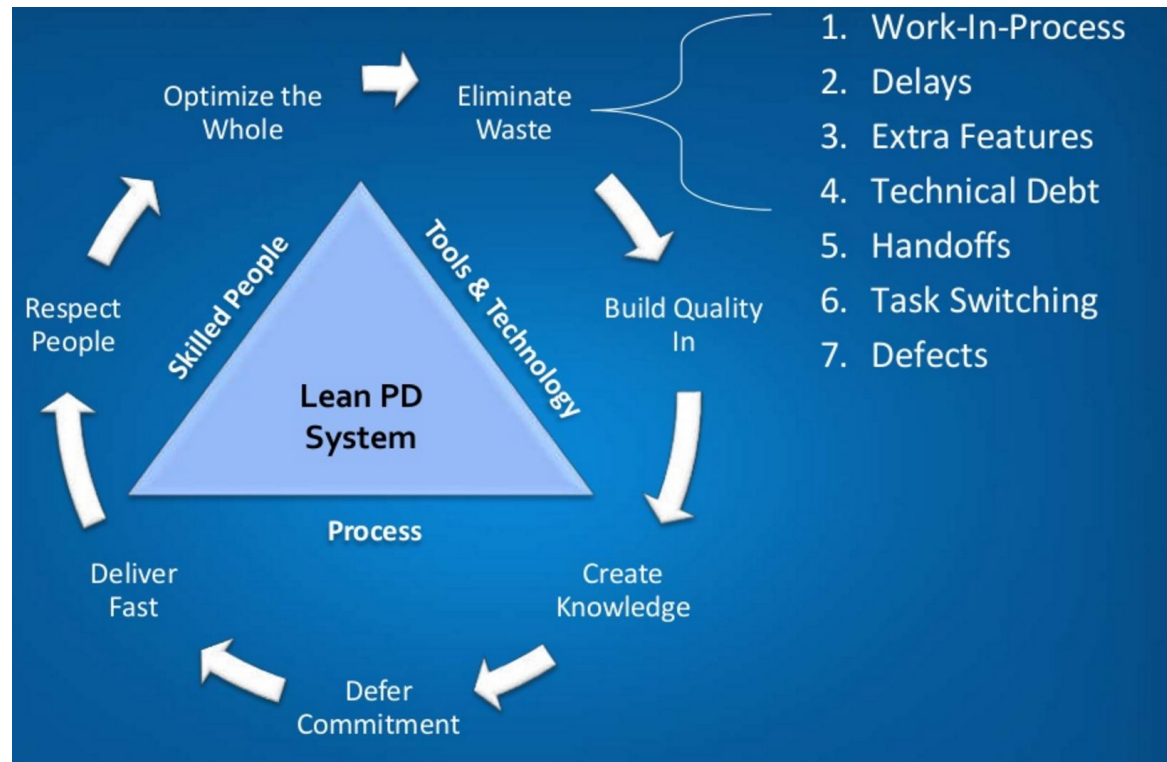 Optimize the
Whole
Eliminate
Waste
1. Work-In-Process
2. Delays
3. Extra Features
4. Technical Debt
5. Handoffs
6. Task Switching
7. Defects
Build Quality
In
Create
Knowledge
Defer
Commitment
Deliver
Fast
Respect
People
Skilled People
Tools & Technology
Process
Lean PD
System